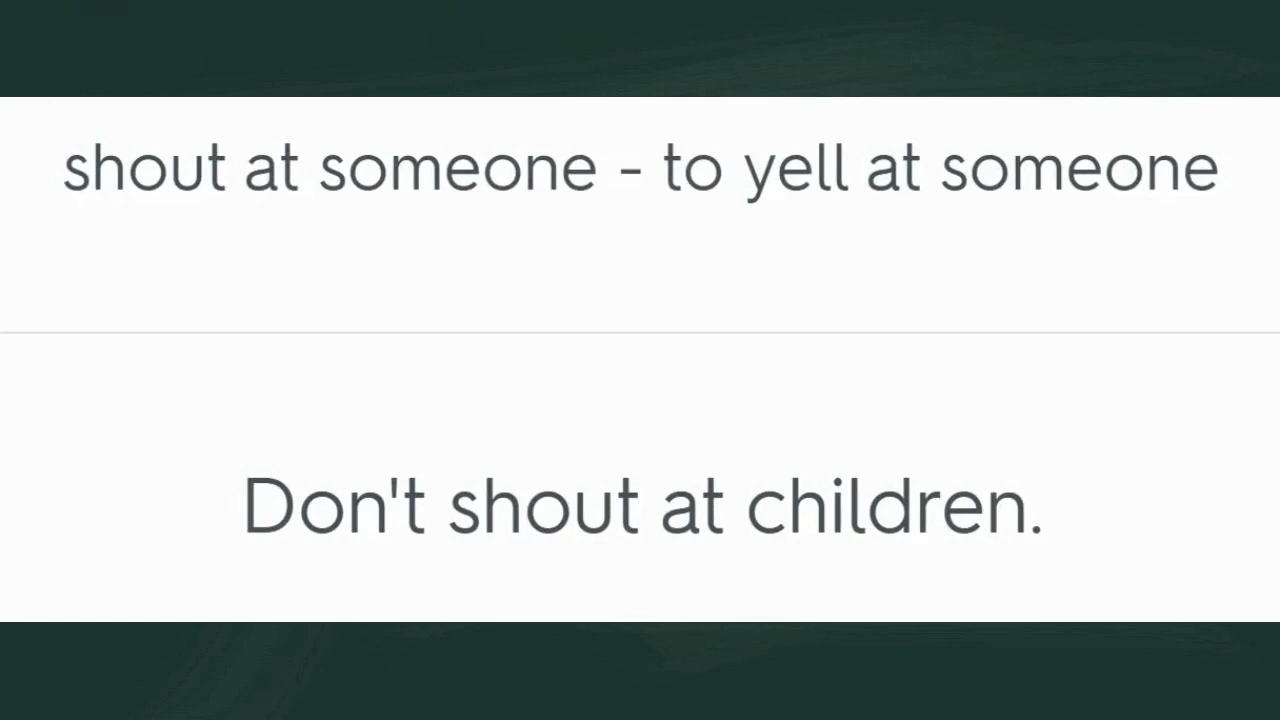 shout at someone - to yell at someone
Don't shout at children.